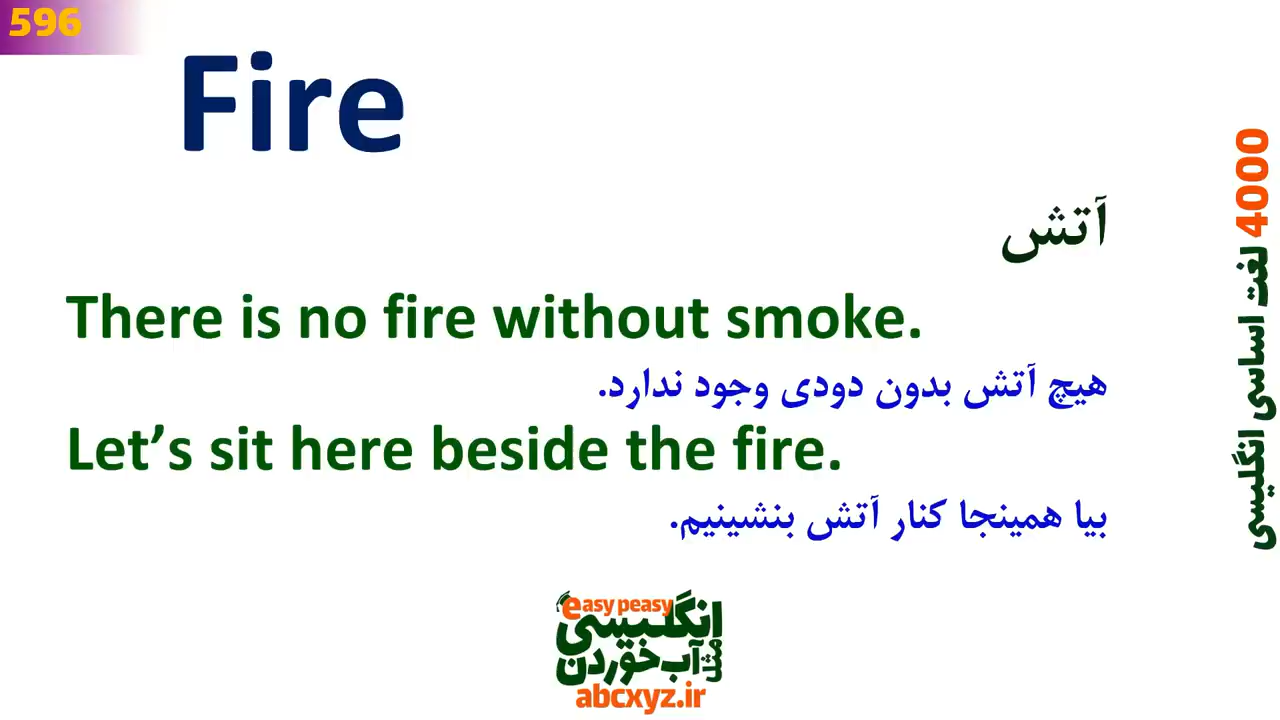 596
Fire
آتش
There is no fire without smoke.
هیچ آتش بدون دودی وجود ندارد.
Let’s sit here beside the fire.
بیا همینجا کنار آتش بنشینیم.
4000 لغت اساسی انگلیسی
easy peasy
انگلیسی
مثل آب خوردن
abcxyz.ir